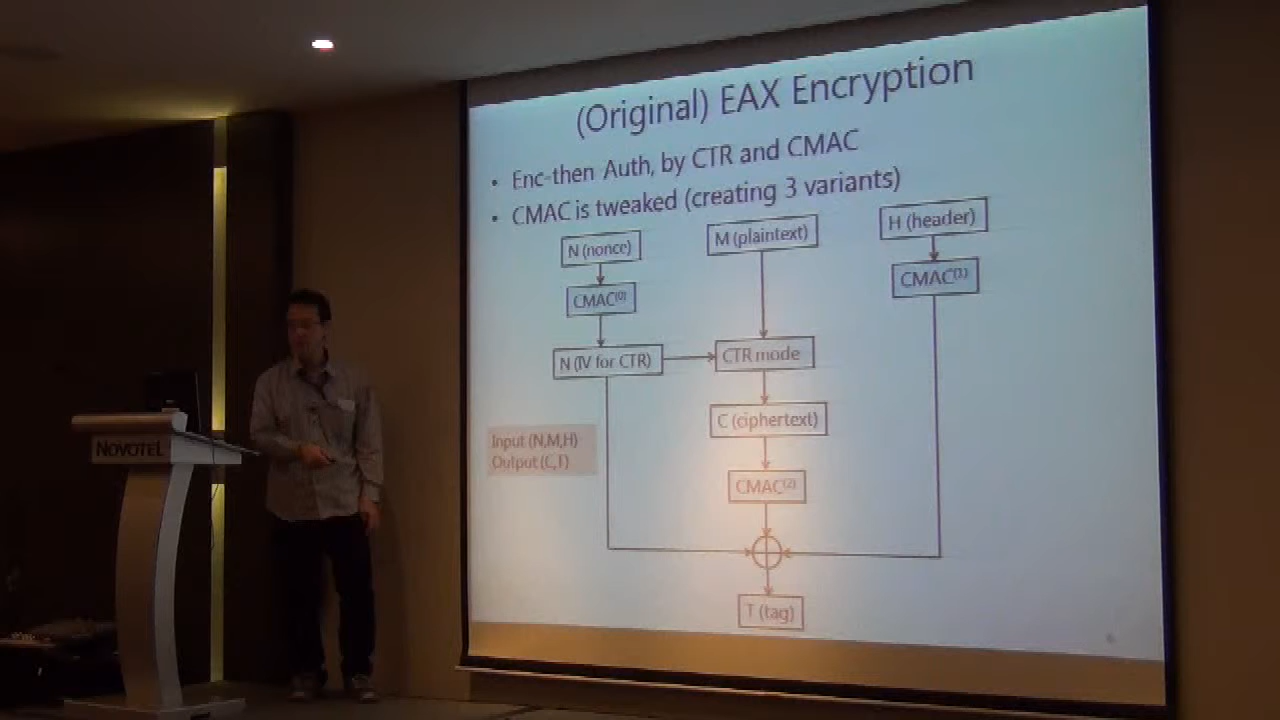 (Original) EAX Encryption
• Enc-then Auth, by CTR and CMAC
• CMAC is tweaked (creating 3 variants)
N (nonce)
M (plaintext)
H (header)
CMAC(0)
CMAC(1)
N (IV for CTR)
CTR mode
C (ciphertext)
Input (N,M,H)
Output (C,T)
CMAC(2)
T (tag)
NOVOTEL